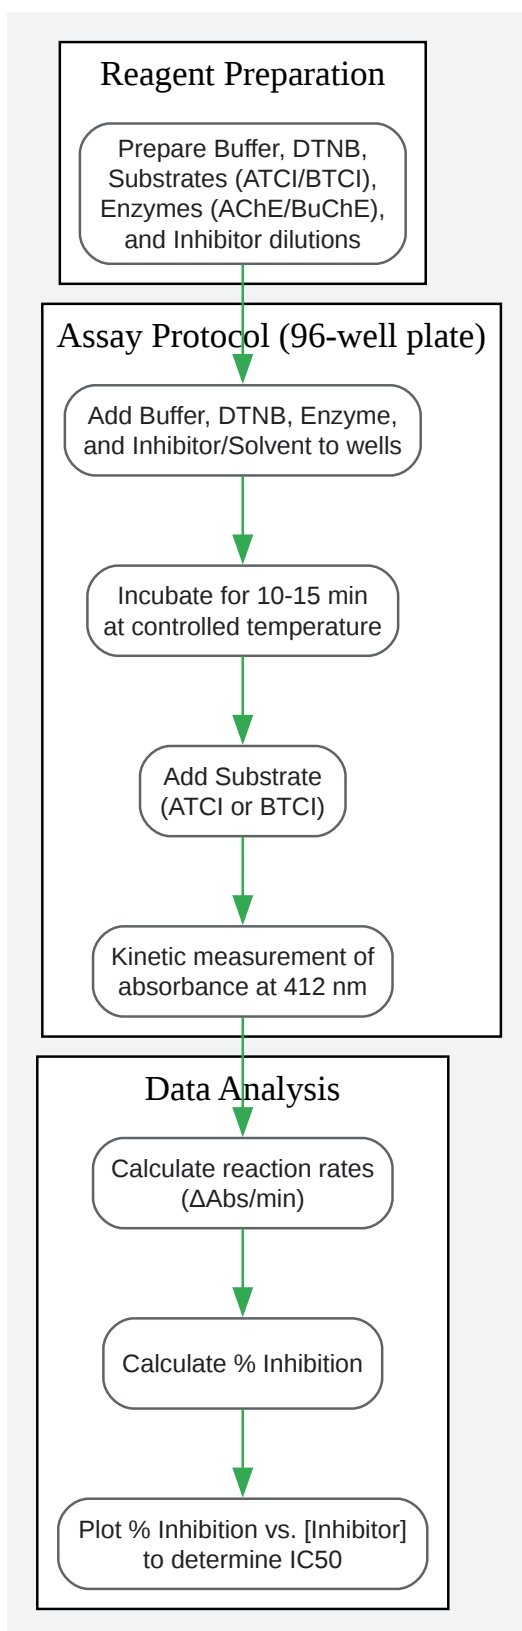 Reagent Preparation
Prepare Buffer, DTNB,
Substrates (ATCI/BTCI),
Enzymes (AChE/BuChE),
and Inhibitor dilutions
Assay Protocol (96-well plate)
Add Buffer, DTNB, Enzyme,
and Inhibitor/Solvent to wells
Incubate for 10-15 min
at controlled temperature
Add Substrate
(ATCI or BTCI)
Kinetic measurement of
absorbance at 412 nm
Data Analysis
Calculate reaction rates
(ΔAbs/min)
Calculate % Inhibition
Plot % Inhibition vs. [Inhibitor]
to determine IC50